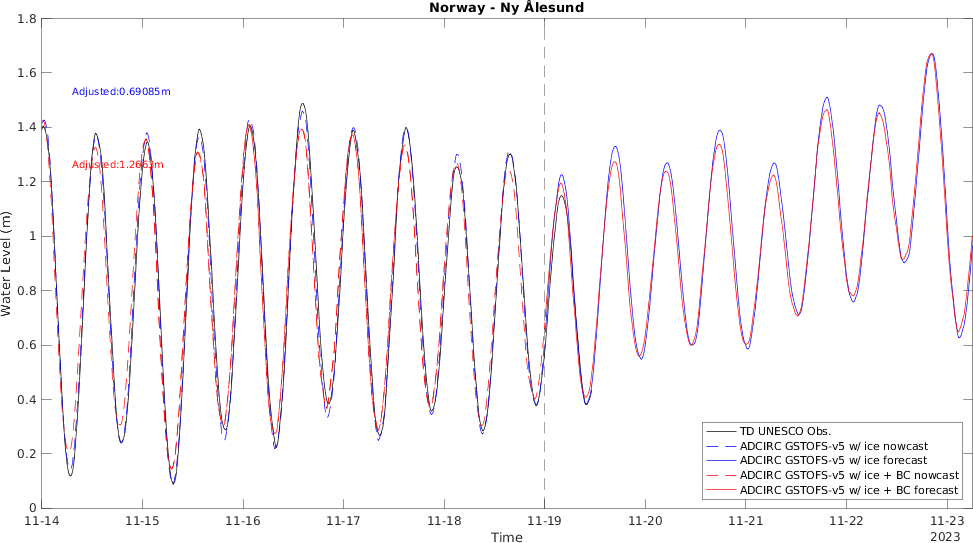 Norway - Ny Ålesund
1.8
1.6
1.4
1.2
1
0.8
0.6
0.4
0.2
0
Water Level (m)
Adjusted:0.69085m
Adjusted:1.2663m
TD UNESCO Obs.
ADCIRC GSTOFS-v5 w/ ice nowcast
ADCIRC GSTOFS-v5 w/ ice forecast
ADCIRC GSTOFS-v5 w/ ice + BC nowcast
ADCIRC GSTOFS-v5 w/ ice + BC forecast
11-14 11-15 11-16 11-17 11-18 11-19 11-20 11-21 11-22 11-23
Time
2023